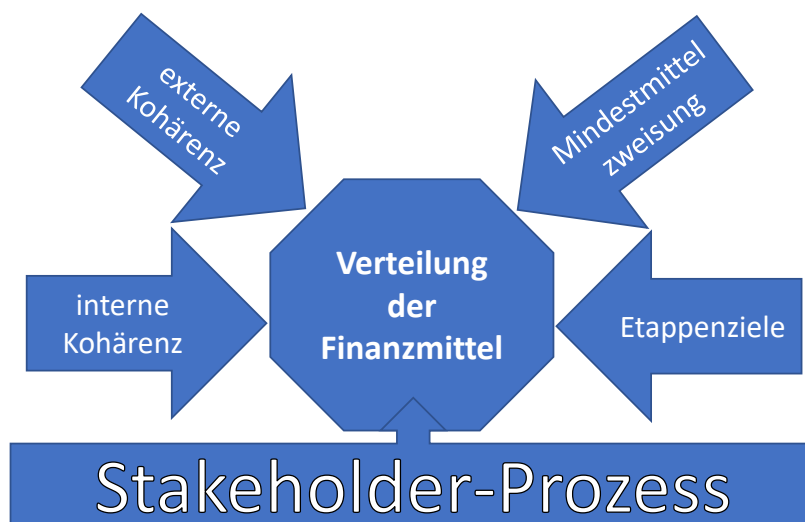 externe
Kohärenz
Mindestmittel
zweisung
Verteilung
der
Finanzmittel
interne
Kohärenz
Etappenziele
Stakeholder-Prozess